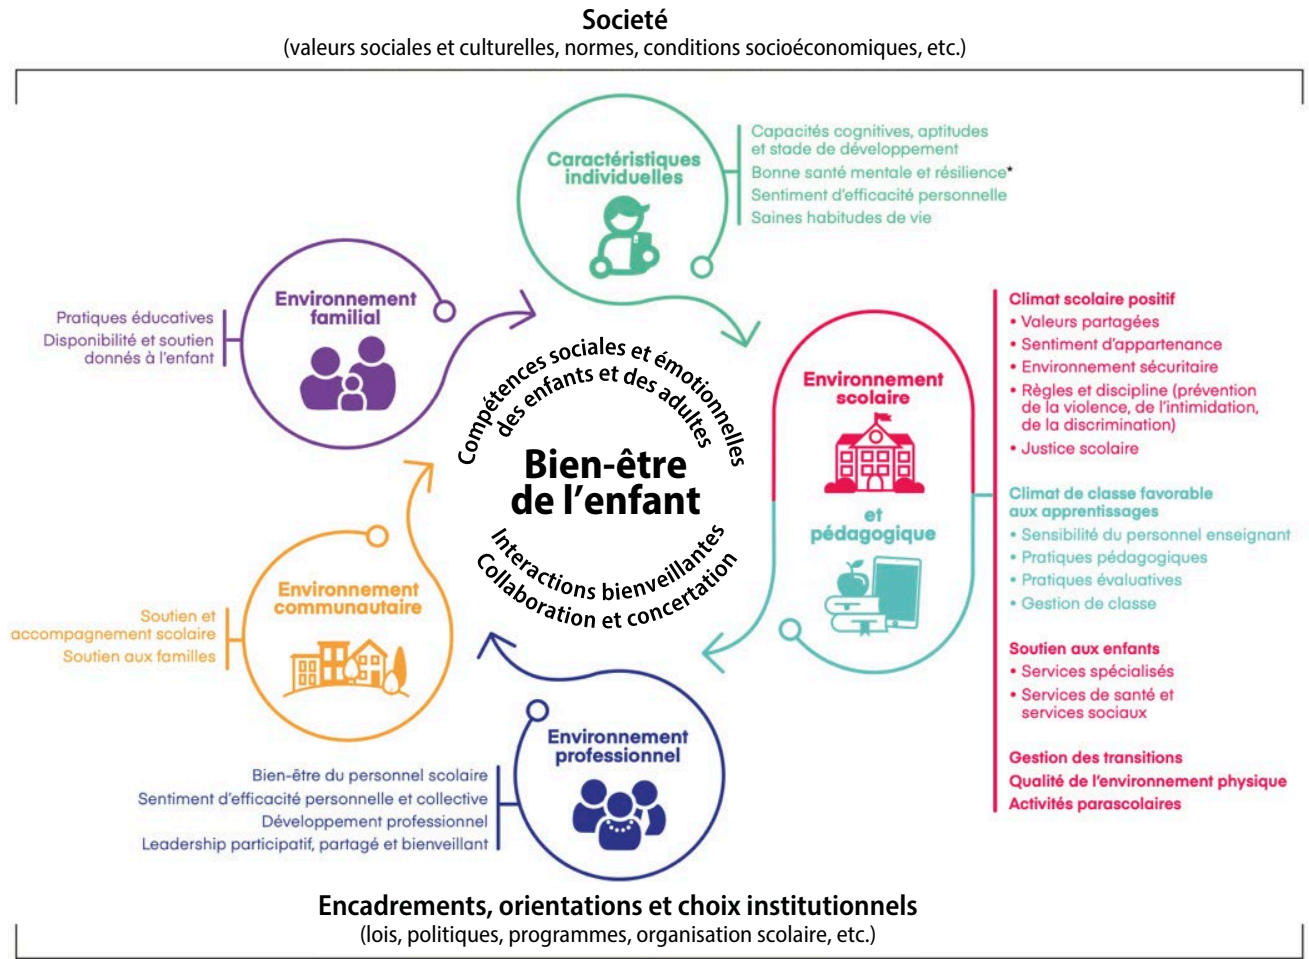 Societé
(valeurs sociales et culturelles, normes, conditions socioéconomiques, etc.)
Caractéristiques
individuelles
Capacités cognitives, aptitudes
et stade de développement
Bonne santé mentale et résilience*
Sentiment d'efficacité personnelle
Saines habitudes de vie
Environnement
familial
Pratiques éducatives
Disponibilité et soutien
donnés à l'enfant
Compétences sociales et émotionnelles
des enfants et des adultes
Bien-être
de l'enfant
Interactions bienveillantes
Collaboration et concertation
Environnement
scolaire
et
pédagogique
Climat scolaire positif
• Valeurs partagées
• Sentiment d'appartenance
• Environnement sécuritaire
• Règles et discipline (prévention
de la violence, de l'intimidation,
de la discrimination)
• Justice scolaire
Climat de classe favorable
aux apprentissages
• Sensibilité du personnel enseignant
• Pratiques pédagogiques
• Pratiques évaluatives
• Gestion de classe
Soutien aux enfants
• Services spécialisés
• Services de santé et
services sociaux
Gestion des transitions
Qualité de l'environnement physique
Activités parascolaires
Environnement
communautaire
Soutien et
accompagnement scolaire
Soutien aux familles
Environnement
professionnel
Bien-être du personnel scolaire
Sentiment d'efficacité personnelle et collective
Développement professionnel
Leadership participatif, partagé et bienveillant
Encadrements, orientations et choix institutionnels
(lois, politiques, programmes, organisation scolaire, etc.)